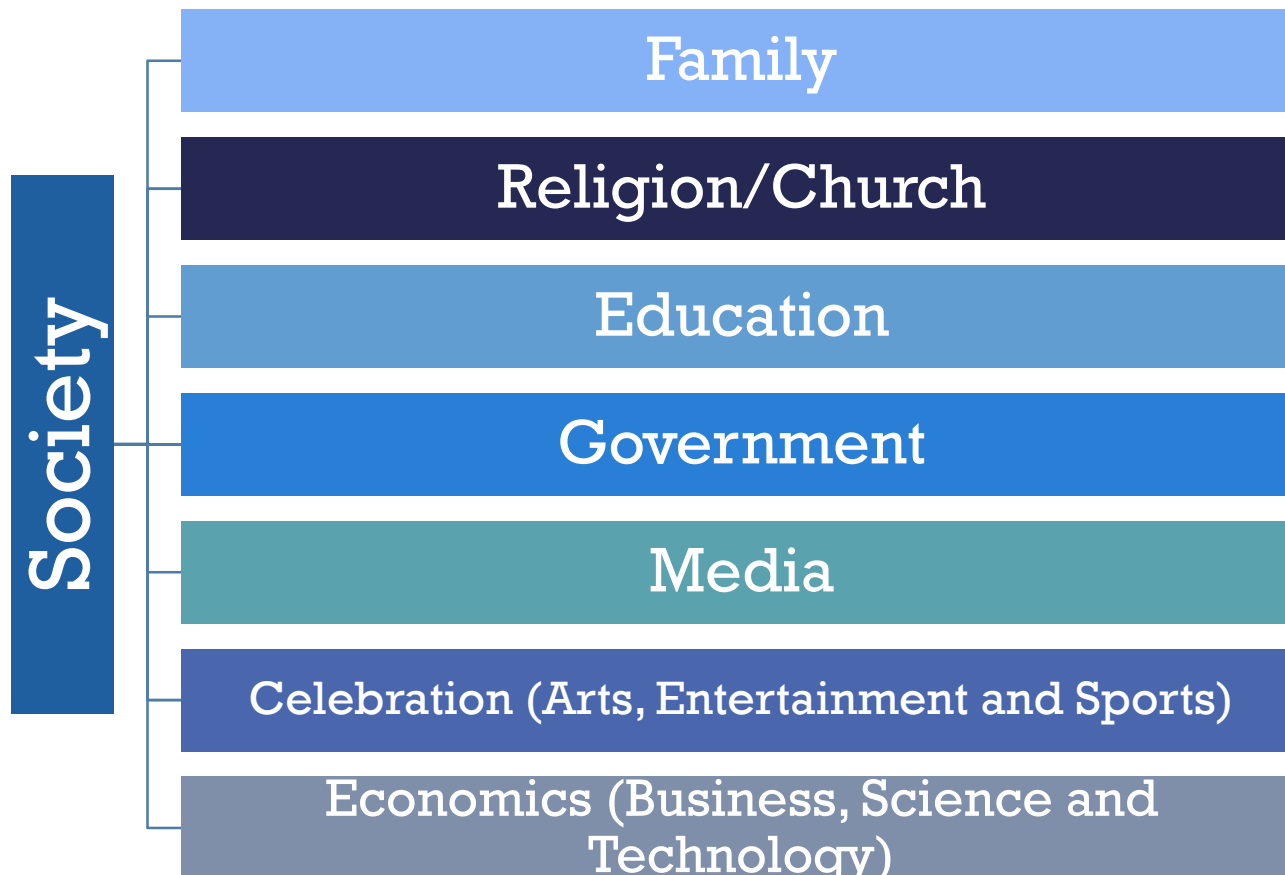 Society
Family
Religion/Church
Education
Government
Media
Celebration (Arts, Entertainment and Sports)
Economics (Business, Science and
Technology)